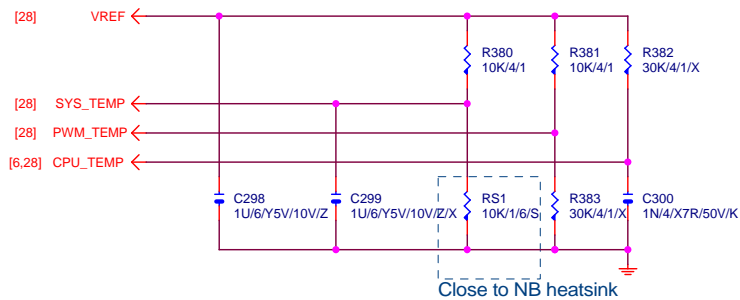 [28] VREF
R380
10K/4/1
R381
10K/4/1
R382
30K/4/1/X
[28] SYS_TEMP
[28] PWM_TEMP
[6,28] CPU_TEMP
C298
1U/6/Y5V/10V/Z
C299
1U/6/Y5V/10V/Z/X
RS1
10K/1/6/S
R383
30K/4/1/X
C300
1N/4/X7R/50V/K
Close to NB heatsink